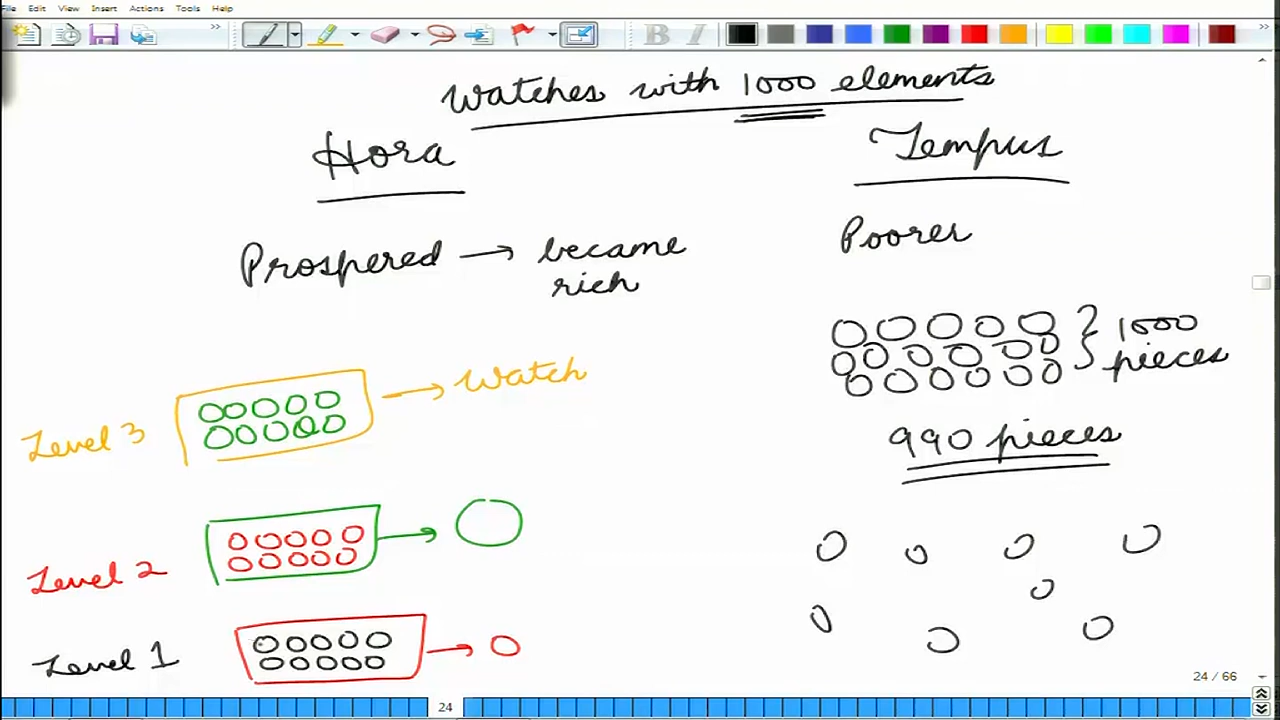 File Edit View Insert Actions Tools Help
Watches with 1000 elements
Hora
Tempus
Prospered → became rich
Poorer
1000 pieces
990 pieces
Level 3
→ Watch
Level 2
Level 1
24 / 66
24